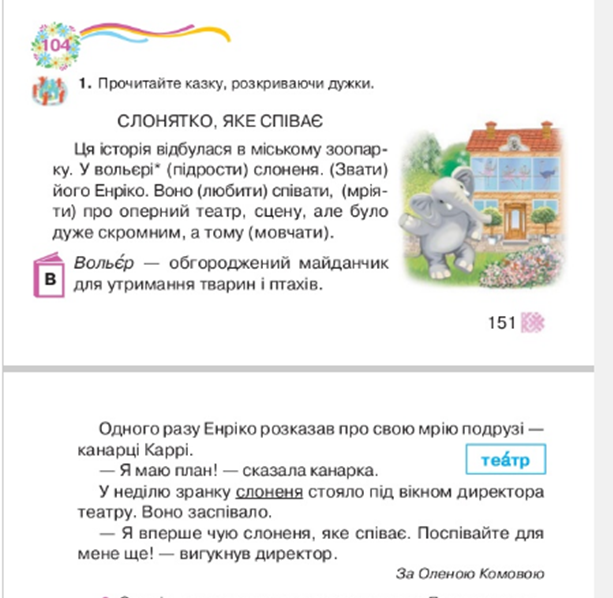 104
1. Прочитайте казку, розкриваючи дужки.
СЛОНЯТКО, ЯКЕ СПІВАЄ
Ця історія відбулася в міському зоопар-
ку. У вольєрі* (підрости) слоненя. (Звати)
його Енріко. Воно (любити) співати, (мрія-
ти) про оперний театр, сцену, але було
дуже скромним, а тому (мовчати).
В
Вольє́р — обгороджений майданчик
для утримання тварин і птахів.
151
Одного разу Енріко розказав про свою мрію подрузі —
канарці Каррі.
теа́тр
— Я маю план! — сказала канарка.
У неділю зранку слоненя стояло під вікном директора
театру. Воно заспівало.
— Я вперше чую слоненя, яке співає. Поспівайте для
мене ще! — вигукнув директор.
За Оленою Комовою